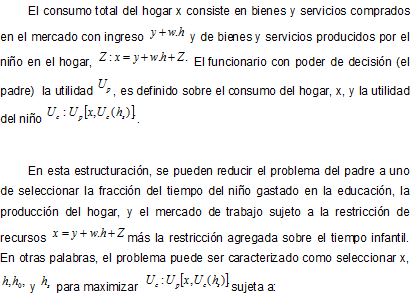 El consumo total del hogar x consiste en bienes y servicios comprados
en el mercado con ingreso y + w.h y de bienes y servicios producidos por el
niño en el hogar, Z : x = y + w.h + Z. El funcionario con poder de decisión (el
padre) la utilidad U_p , es definido sobre el consumo del hogar, x, y la utilidad
del niño U_c : U_p [x,U_c (h_s)].
En esta estructuración, se pueden reducir el problema del padre a uno
de seleccionar la fracción del tiempo del niño gastado en la educación, la
producción del hogar, y el mercado de trabajo sujeto a la restricción de
recursos x = y + w.h + Z más la restricción agregada sobre el tiempo infantil.
En otras palabras, el problema puede ser caracterizado como seleccionar x,
h, h_0, y h_s para maximizar U_c : U_p [x,U_c (h_s)] sujeta a: